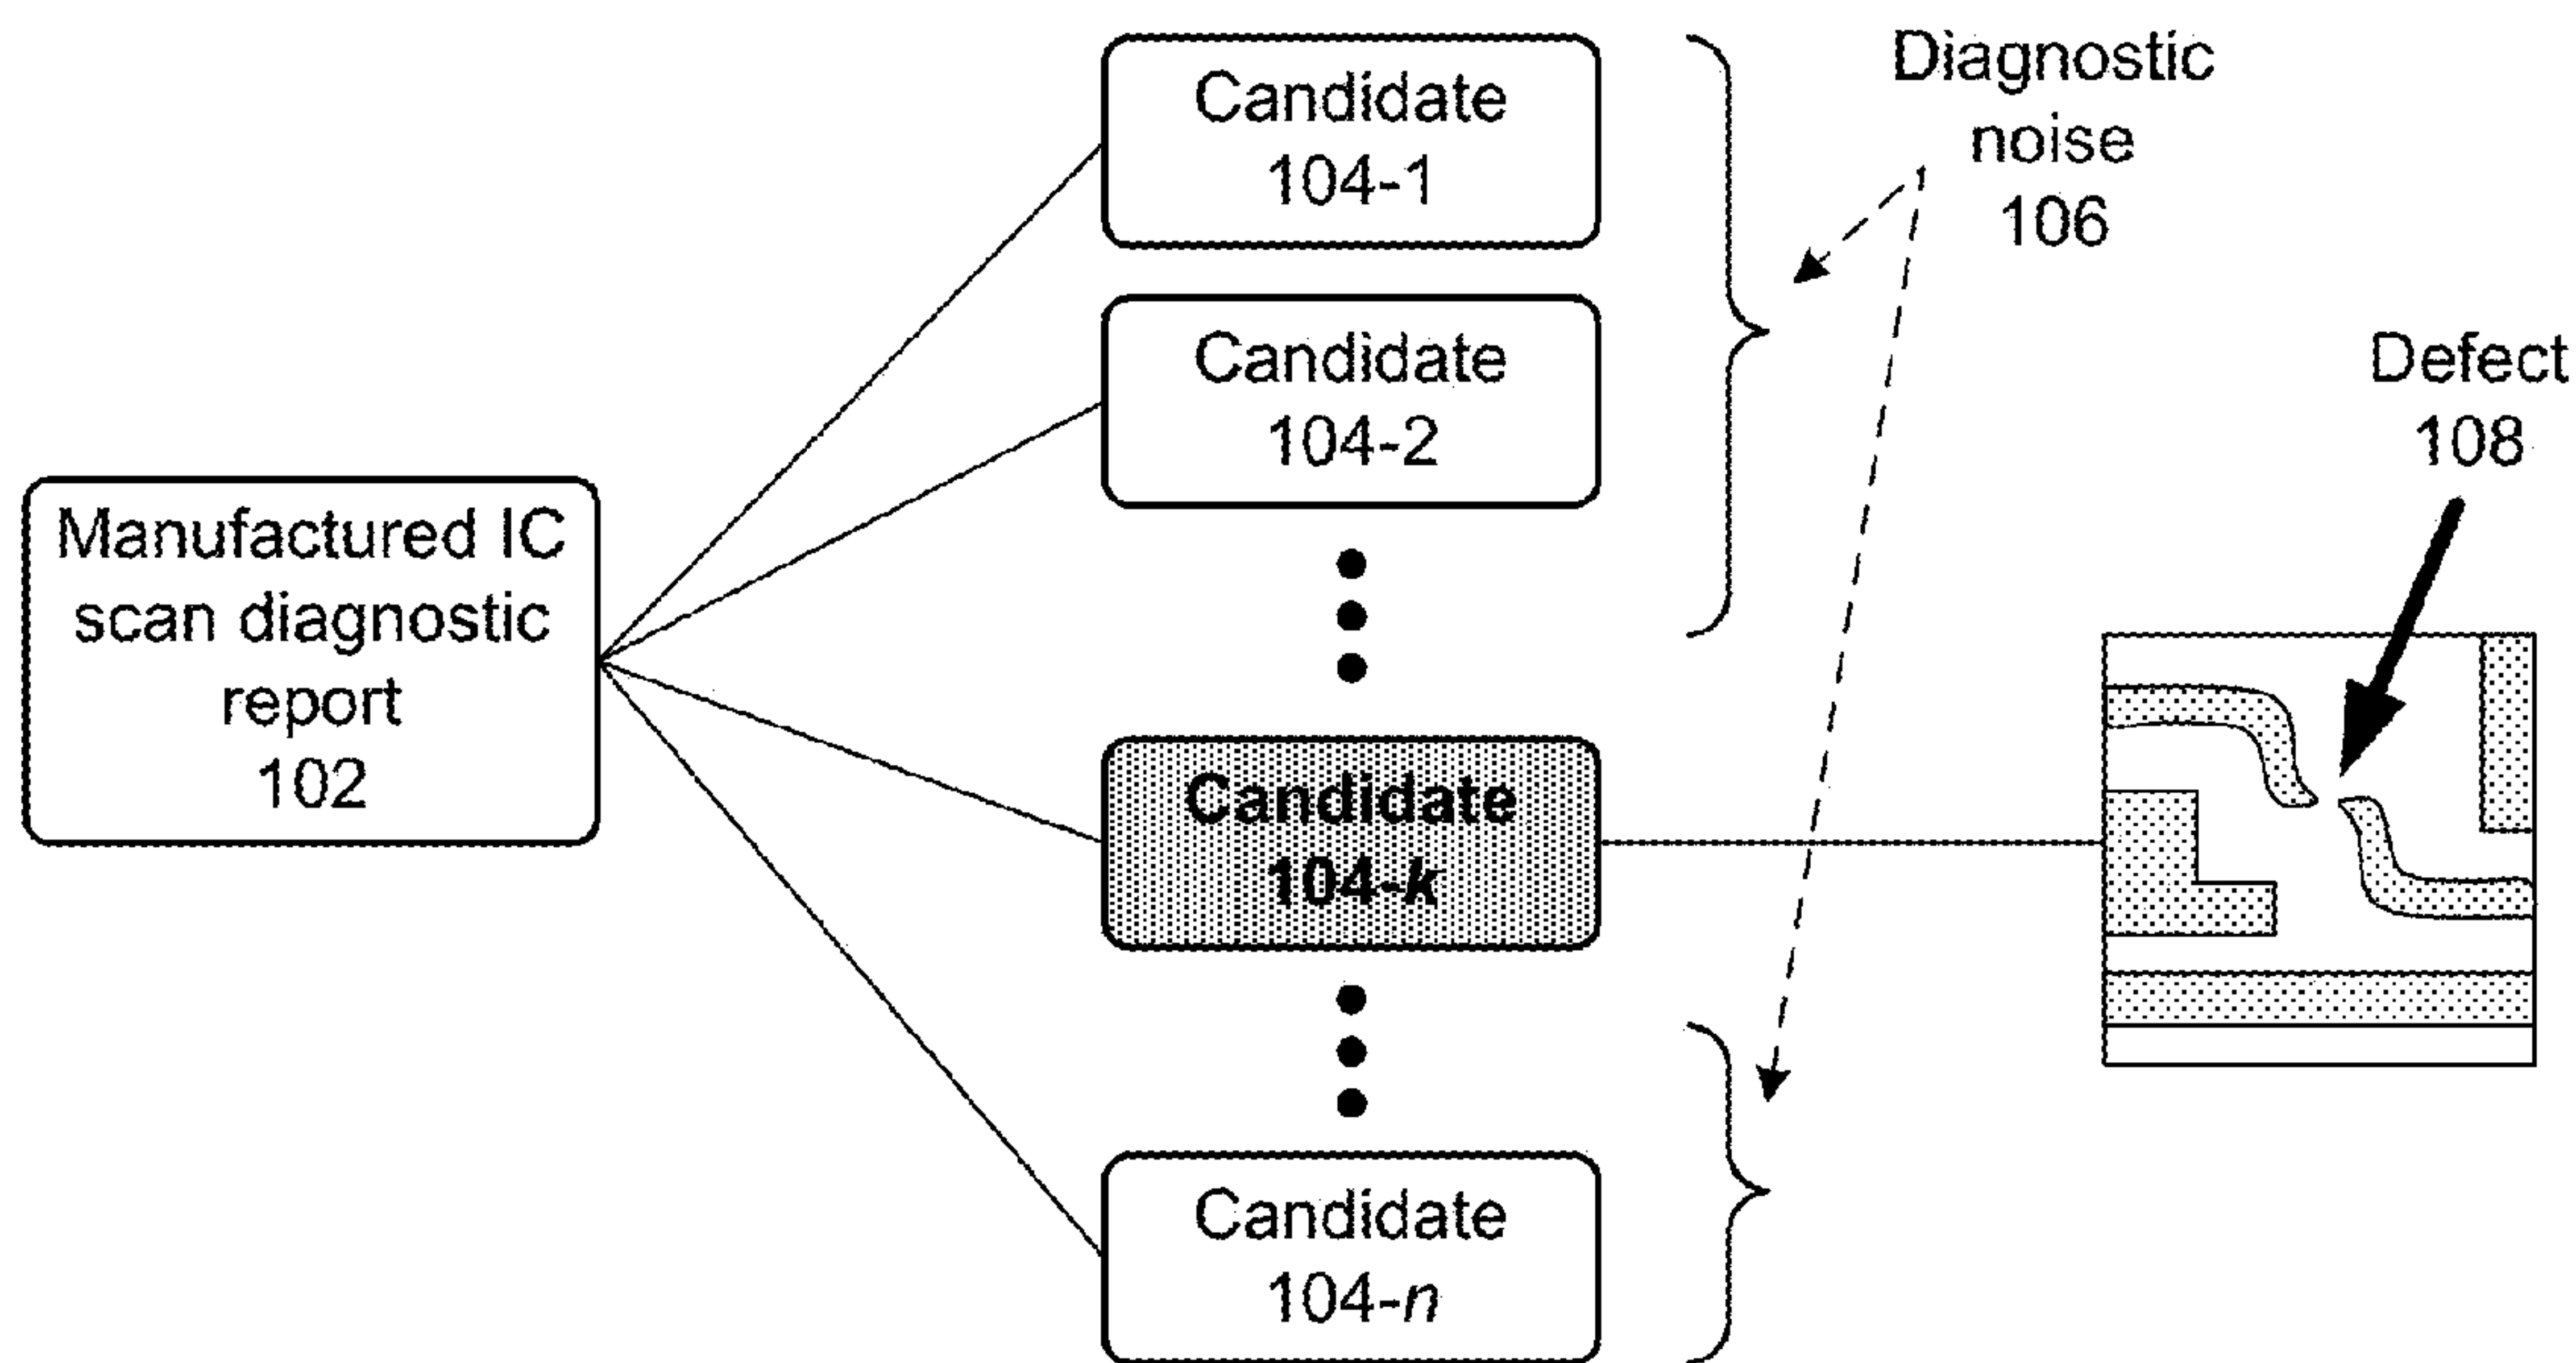 Manufactured IC
scan diagnostic
report
102
Candidate
104-1
Candidate
104-2
Candidate
104-k
Candidate
104-n
Diagnostic
noise
106
Defect
108